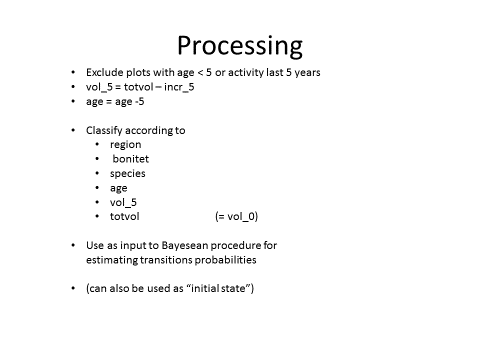 Processing
• Exclude plots with age < 5 or activity last 5 years
• vol_5 = totvol – incr_5
• age = age -5
• Classify according to
• region
• bonitet
• species
• age
• vol_5
• totvol (= vol_0)
• Use as input to Bayesean procedure for
estimating transitions probabilities
• (can also be used as “initial state”)